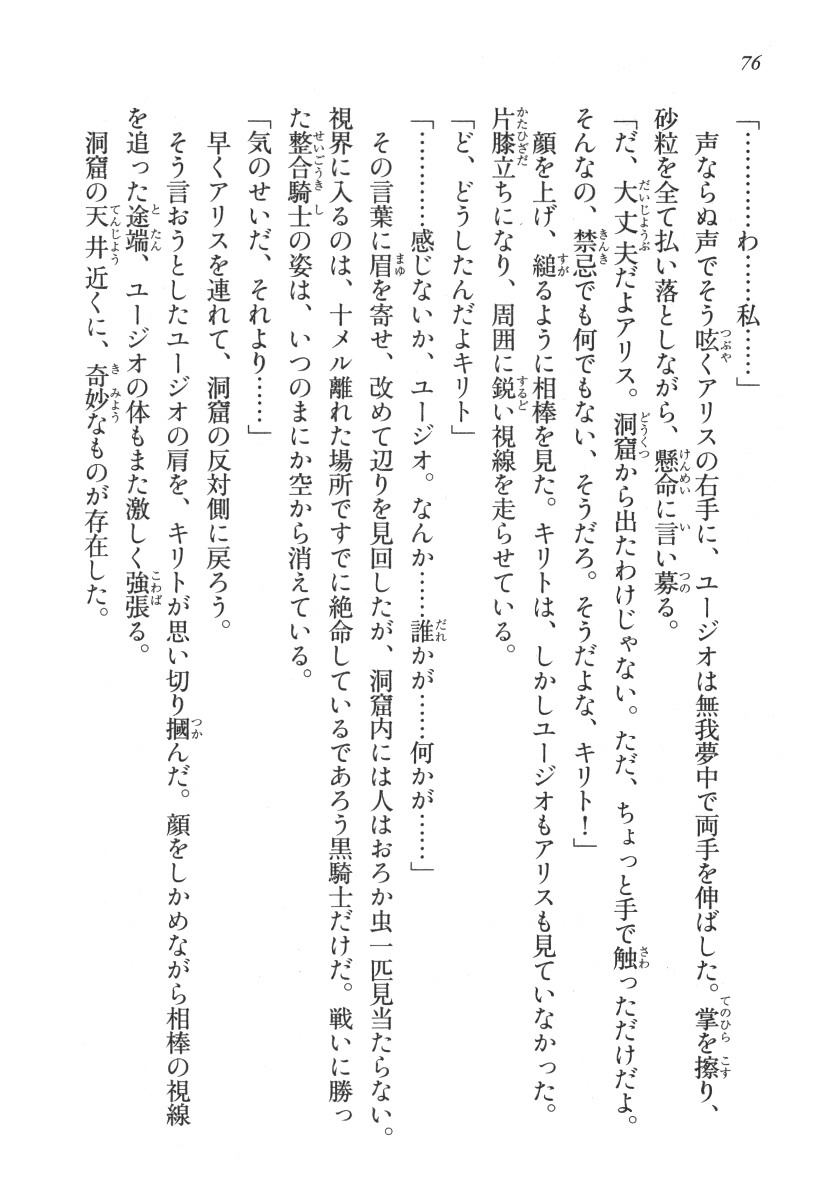 76
「…………わ……私……」
声ならぬ声でそう呟くアリスの右手に、ユージオは無我夢中で両手を伸ばした。掌を擦り、
砂粒を全て払い落としながら、懸命に言い募る。
「だ、大丈夫だよアリス。洞窟から出たわけじゃない。ただ、ちょっと手で触っただけだよ。
そんなの、禁忌でも何でもない、そうだろ。そうだよな、キリト！」
顔を上げ、縋るように相棒を見た。キリトは、しかしユージオもアリスも見ていなかった。
片膝立ちになり、周囲に鋭い視線を走らせている。
「ど、どうしたんだよキリト」
「…………感じないか、ユージオ。なんか……誰かが……何かが……」
その言葉に眉を寄せ、改めて辺りを見回したが、洞窟内には人はおろか虫一匹見当たらない。
視界に入るのは、十メル離れた場所ですでに絶命しているであろう黒騎士だけだ。戦いに勝っ
た整合騎士の姿は、いつのまにか空から消えている。
「気のせいだ、それより……」
早くアリスを連れて、洞窟の反対側に戻ろう。
そう言おうとしたユージオの肩を、キリトが思い切り摑んだ。顔をしかめながら相棒の視線
を追った途端、ユージオの体もまた激しく強張る。
洞窟の天井近くに、奇妙なものが存在した。